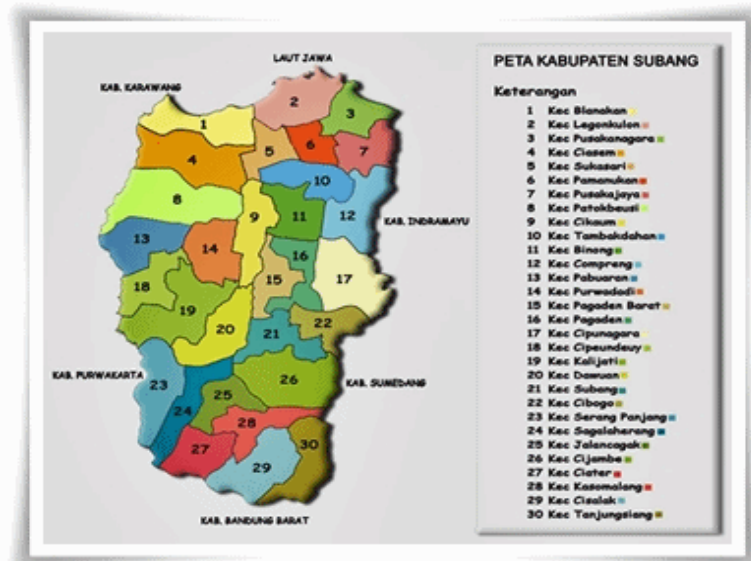 LAUT JAWA
KAB. KARAWANG
KAB. INDRAMAYU
KAB. PURWAKARTA
KAB. SUMEDANG
KAB. BANDUNG BARAT
1
2
3
4
5
6
7
8
9
10
11
12
13
14
15
16
17
18
19
20
21
22
23
24
25
26
27
28
29
30
PETA KABUPATEN SUBANG
Keterangan
1 Kec Blanakan
2 Kec Legonkulon
3 Kec Pusakanagara
4 Kec Ciasem
5 Kec Sukasari
6 Kec Pamanukan
7 Kec Pusakajaya
8 Kec Patokbeusi
9 Kec Cikaum
10 Kec Tambakdahan
11 Kec Binong
12 Kec Compreng
13 Kec Pabuaran
14 Kec Purwadadi
15 Kec Pagaden Barat
16 Kec Pagaden
17 Kec Cipunagara
18 Kec Cipeundeuy
19 Kec Kalijati
20 Kec Dawuan
21 Kec Subang
22 Kec Cibogo
23 Kec Serang Panjang
24 Kec Sagalaherang
25 Kec Jalancagak
26 Kec Cijambe
27 Kec Ciater
28 Kec Kasomalang
29 Kec Cisalak
30 Kec Tanjungsiang